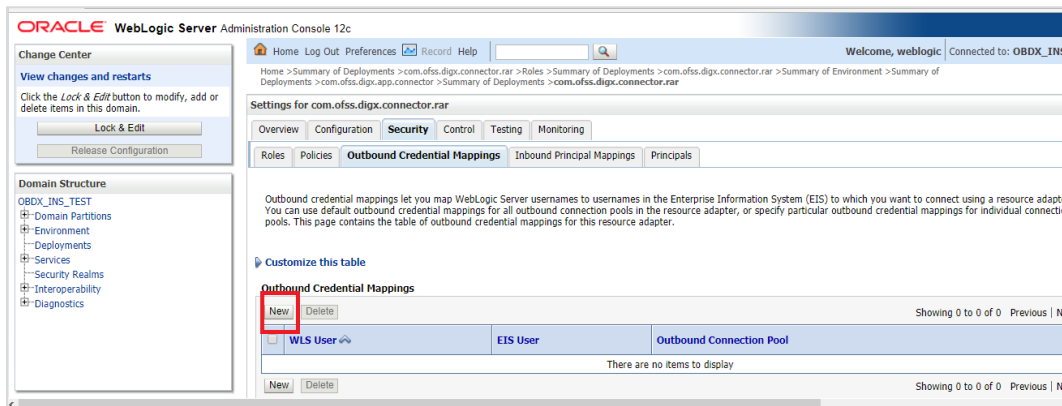 ORACLE WebLogic Server Administration Console 12c
Change Center
View changes and restarts
Click the Lock & Edit button to modify, add or
delete items in this domain.
Lock & Edit
Release Configuration
Domain Structure
OBDX_INS_TEST
Domain Partitions
Environment
Deployments
Services
Security Realms
Interoperability
Diagnostics
Home Log Out Preferences Record Help
Welcome, weblogic Connected to: OBDX_INS
Home >Summary of Deployments >com.ofss.digx.connector.rar >Roles >Summary of Deployments >com.ofss.digx.connector.rar >Summary of Environment >Summary of
Deployments >com.ofss.digx.app.connector >Summary of Deployments >com.ofss.digx.connector.rar
Settings for com.ofss.digx.connector.rar
Overview Configuration Security Control Testing Monitoring
Roles Policies Outbound Credential Mappings Inbound Principal Mappings Principals
Outbound credential mappings let you map WebLogic Server usernames to usernames in the Enterprise Information System (EIS) to which you want to connect using a resource adapt
You can use default outbound credential mappings for all outbound connection pools in the resource adapter, or specify particular outbound credential mappings for individual connecti
pools. This page contains the table of outbound credential mappings for this resource adapter.
Customize this table
Outbound Credential Mappings
New Delete Showing 0 to 0 of 0 Previous | N
WLS User EIS User Outbound Connection Pool
There are no items to display
New Delete Showing 0 to 0 of 0 Previous | N